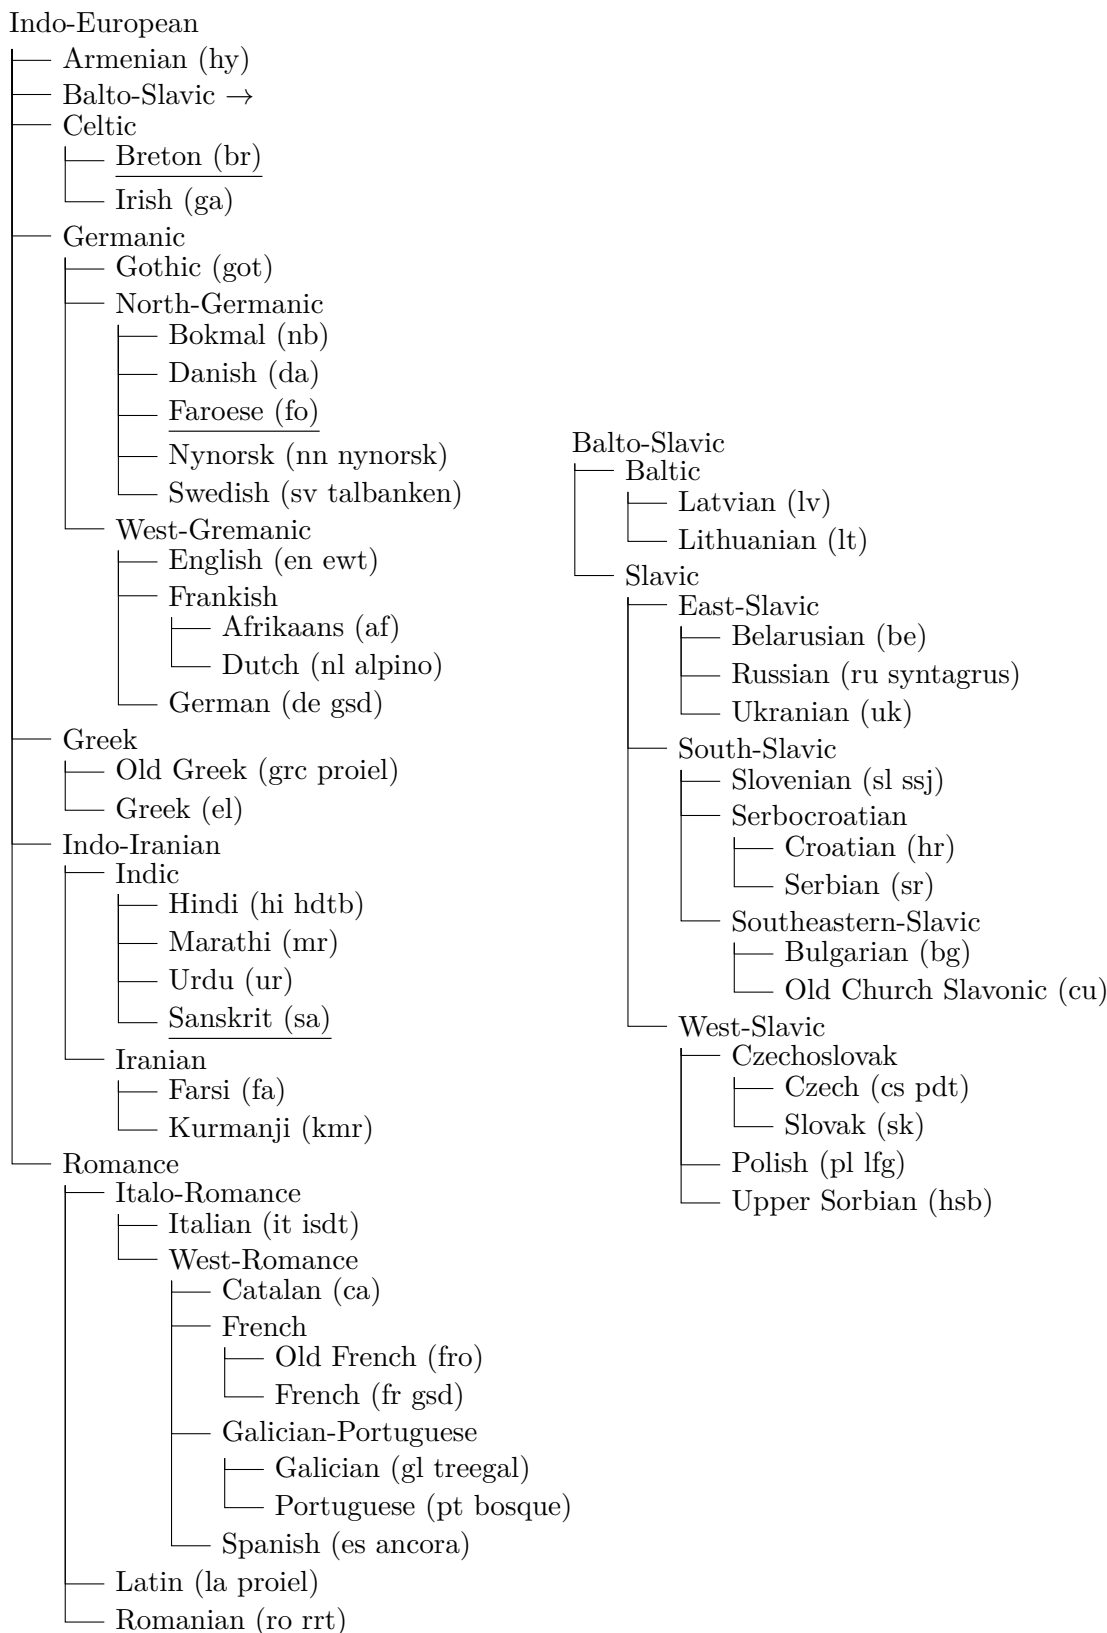 Indo-European
Armenian (hy)
Balto-Slavic →
Celtic
Breton (br)
Irish (ga)
Germanic
Gothic (got)
North-Germanic
Bokmal (nb)
Danish (da)
Faroese (fo)
Nynorsk (nn nynorsk)
Swedish (sv talbanken)
West-Gremanic
English (en ewt)
Frankish
Afrikaans (af)
Dutch (nl alpino)
German (de gsd)
Greek
Old Greek (grc proiel)
Greek (el)
Indo-Iranian
Indic
Hindi (hi hdtb)
Marathi (mr)
Urdu (ur)
Sanskrit (sa)
Iranian
Farsi (fa)
Kurmanji (kmr)
Romance
Italo-Romance
Italian (it isdt)
West-Romance
Catalan (ca)
French
Old French (fro)
French (fr gsd)
Galician-Portuguese
Galician (gl treegal)
Portuguese (pt bosque)
Spanish (es ancora)
Latin (la proiel)
Romanian (ro rrt)
Balto-Slavic
Baltic
Latvian (lv)
Lithuanian (lt)
Slavic
East-Slavic
Belarusian (be)
Russian (ru syntagrus)
Ukranian (uk)
South-Slavic
Slovenian (sl ssj)
Serbocroatian
Croatian (hr)
Serbian (sr)
Southeastern-Slavic
Bulgarian (bg)
Old Church Slavonic (cu)
West-Slavic
Czechoslovak
Czech (cs pdt)
Slovak (sk)
Polish (pl lfg)
Upper Sorbian (hsb)